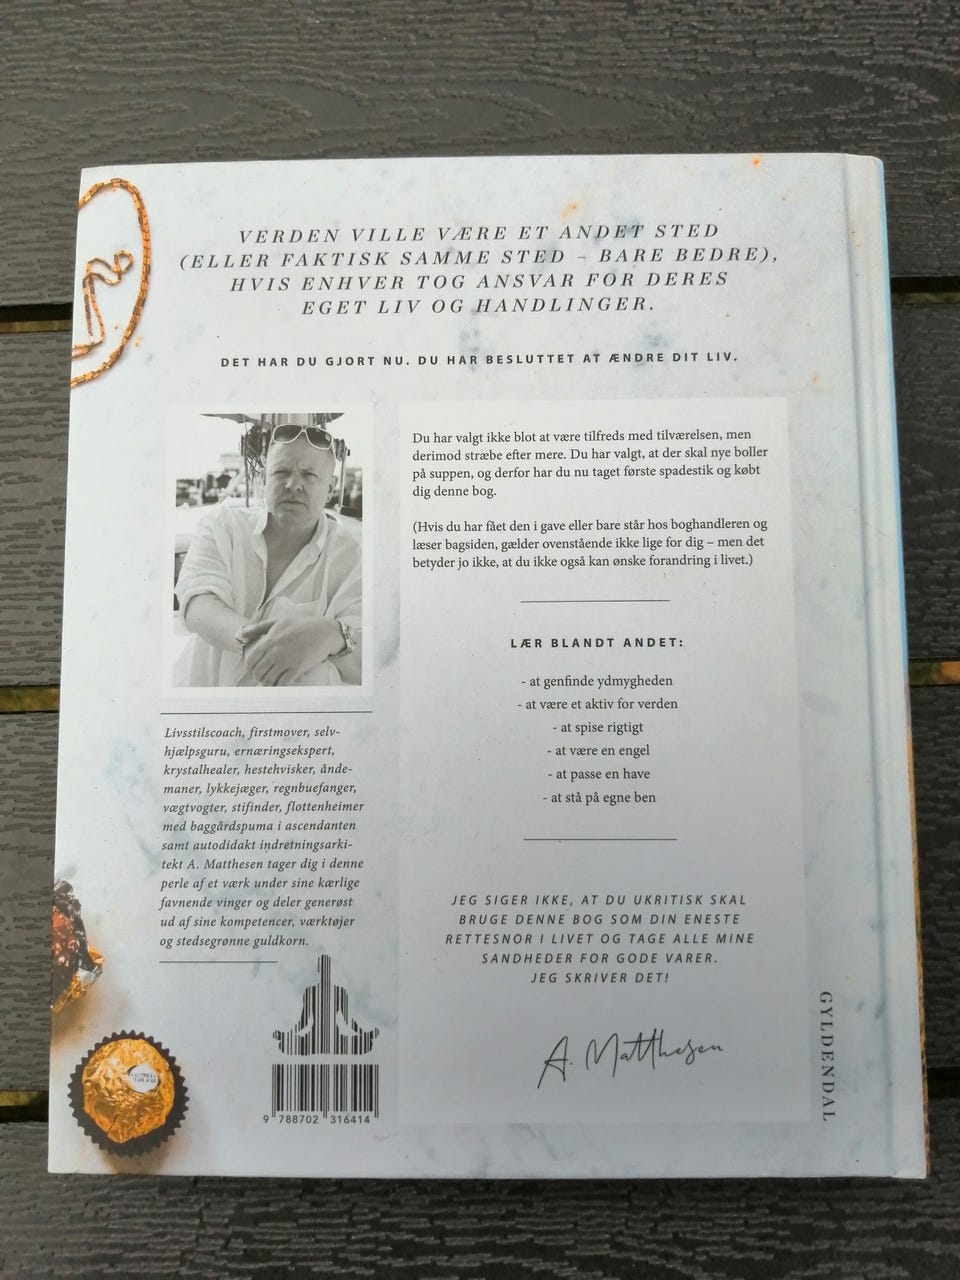 VERDEN VILLE VÆRE ET ANDET STED
(ELLER FAKTISK SAMME STED – BARE BEDRE),
HVIS ENHVER TOG ANSVAR FOR DERES
EGET LIV OG HANDLINGER.
DET HAR DU GJORT NU. DU HAR BESLUTTET AT ÆNDRE DIT LIV.
Du har valgt ikke blot at være tilfreds med tilværelsen, men
derimod stræbe efter mere. Du har valgt, at der skal nye boller
på suppen, og derfor har du nu taget første spadestik og købt
dig denne bog.
(Hvis du har fået den i gave eller bare står hos boghandleren og
læser bagsiden, gælder ovenstående ikke lige for dig – men det
betyder jo ikke, at du ikke også kan ønske forandring i livet.)
LÆR BLANDT ANDET:
- at genfinde ydmygheden
- at være et aktiv for verden
- at spise rigtigt
- at være en engel
- at passe en have
- at stå på egne ben
Livsstilscoach, firstmover, selv-
hjælpsguru, ernæringsekspert,
krystalhealer, hestehvisker, ånde-
maner, lykkejæger, regnbuefanger,
vægtvogter, stifinder, flottenheimer
med baggårdspuma i ascendanten
samt autodidakt indretningsarki-
tekt A. Matthesen tager dig i denne
perle af et værk under sine kærlige
favnende vinger og deler generøst
ud af sine kompetencer, værktøjer
og stedsegrønne guldkorn.
JEG SIGER IKKE, AT DU UKRITISK SKAL
BRUGE DENNE BOG SOM DIN ENESTE
RETTESNOR I LIVET OG TAGE ALLE MINE
SANDHEDER FOR GODE VARER.
JEG SKRIVER DET!
A. Matthesen
9 788702 316414
GYLDENDAL